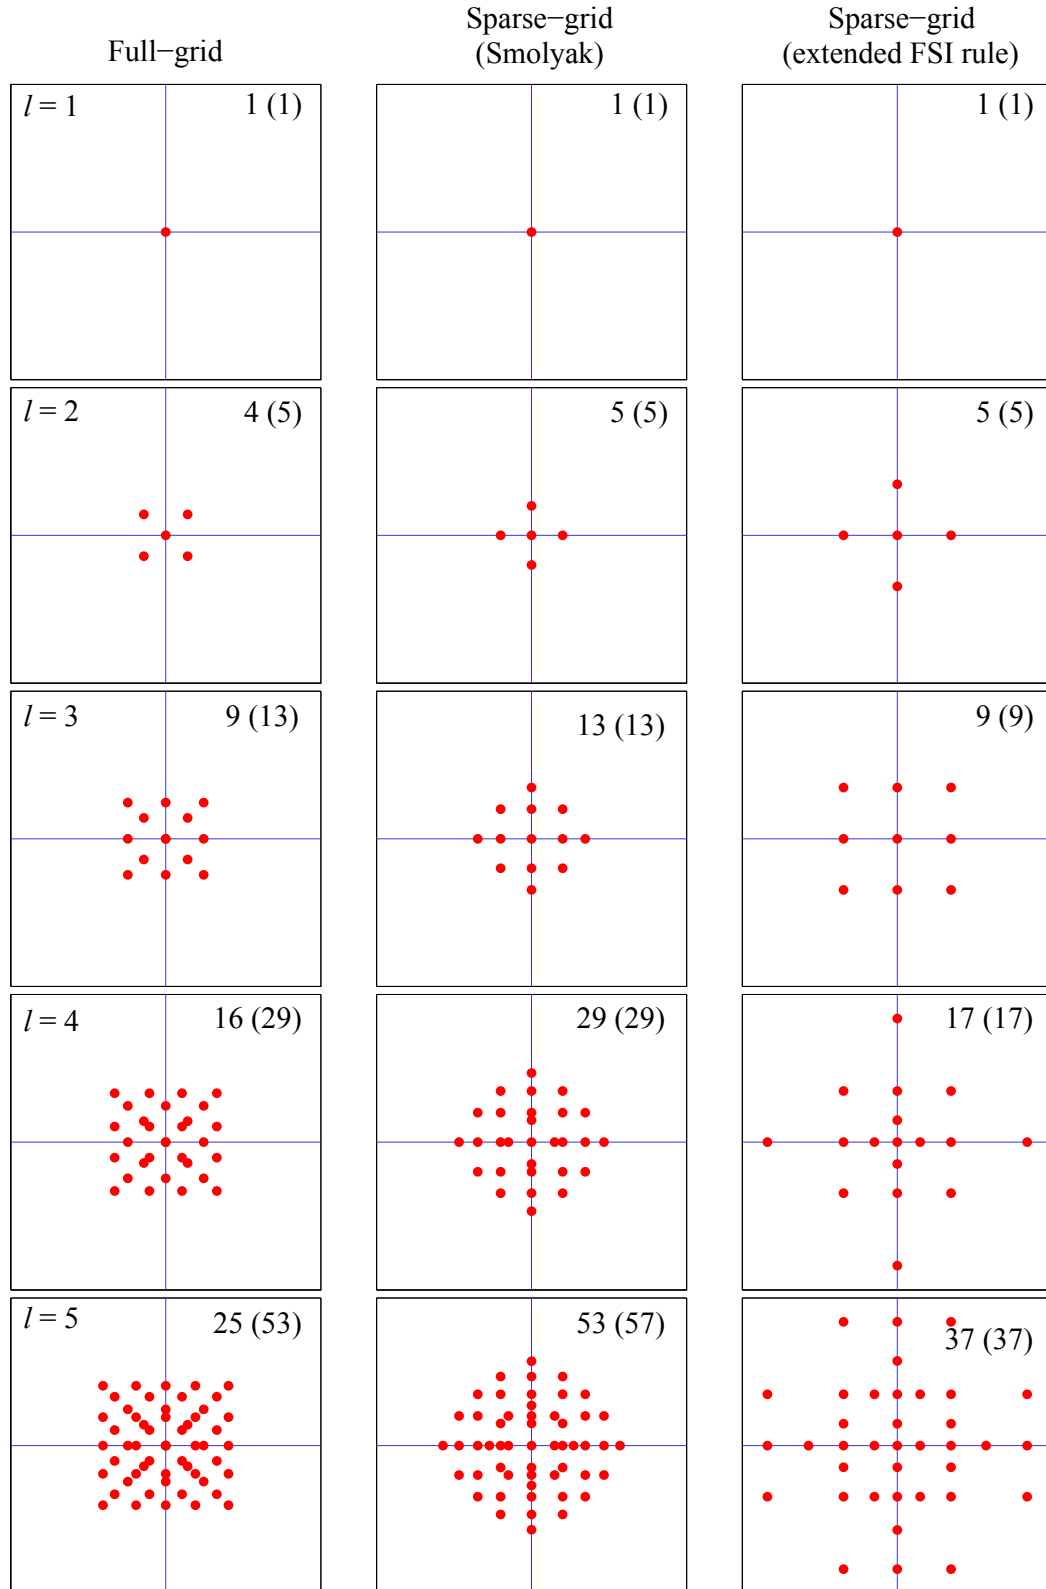 Full−grid
Sparse−grid
(Smolyak)
Sparse−grid
(extended FSI rule)
l = 1
1 (1)
1 (1)
1 (1)
l = 2
4 (5)
5 (5)
5 (5)
l = 3
9 (13)
13 (13)
9 (9)
l = 4
16 (29)
29 (29)
17 (17)
l = 5
25 (53)
53 (57)
37 (37)